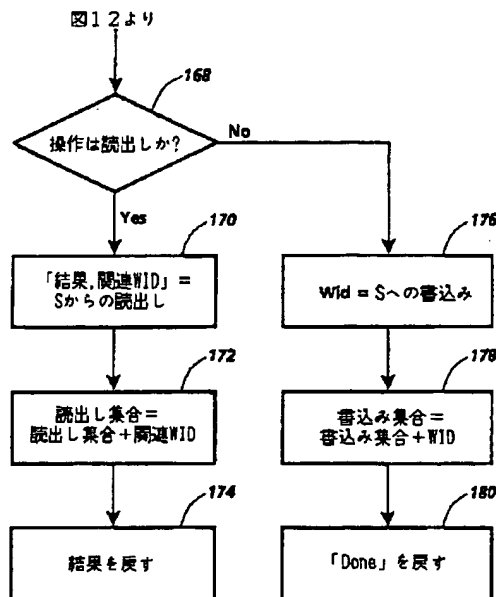 図12より
168
操作は読出しか?
No
Yes
170
「結果,関連WID」=
Sからの読出し
172
読出し集合=
読出し集合+関連WID
174
結果を戻す
176
Wid = Sへの書込み
178
書込み集合=
書込み集合+WID
180
「Done」を戻す